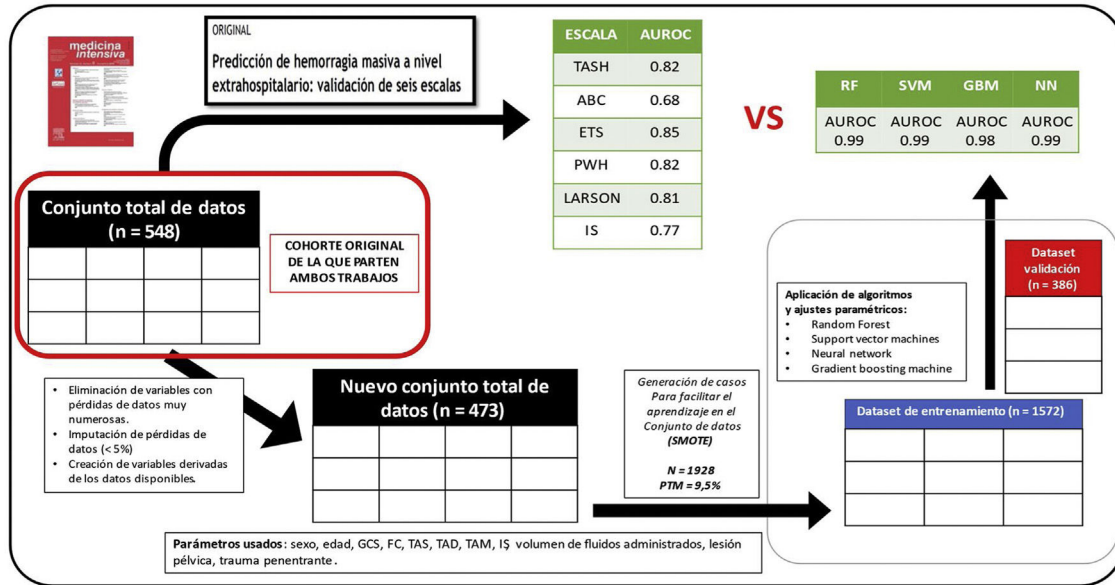 medicina
intensiva
ORIGINAL
Predicción de hemorragia masiva a nivel
extrahospitalario: validación de seis escalas
ESCALA AUROC
TASH 0.82
ABC 0.68
ETS 0.85
PWH 0.82
LARSON 0.81
IS 0.77
VS
RF SVM GBM NN
AUROC AUROC AUROC AUROC
0.99 0.99 0.98 0.99
Conjunto total de datos
(n = 548)
COHORTE ORIGINAL
DE LA QUE PARTEN
AMBOS TRABAJOS
• Eliminación de variables con
pérdidas de datos muy
numerosas.
• Imputación de pérdidas de
datos (< 5%)
• Creación de variables derivadas
de los datos disponibles.
Nuevo conjunto total de
datos (n = 473)
Generación de casos
Para facilitar el
aprendizaje en el
Conjunto de datos
(SMOTE)
N = 1928
PTM = 9,5%
Aplicación de algoritmos
y ajustes paramétricos:
• Random Forest
• Support vector machines
• Neural network
• Gradient boosting machine
Dataset
validación
(n = 386)
Dataset de entrenamiento (n = 1572)
Parámetros usados: sexo, edad, GCS, FC, TAS, TAD, TAM, IS, volumen de fluidos administrados, lesión
pélvica, trauma penentrante.